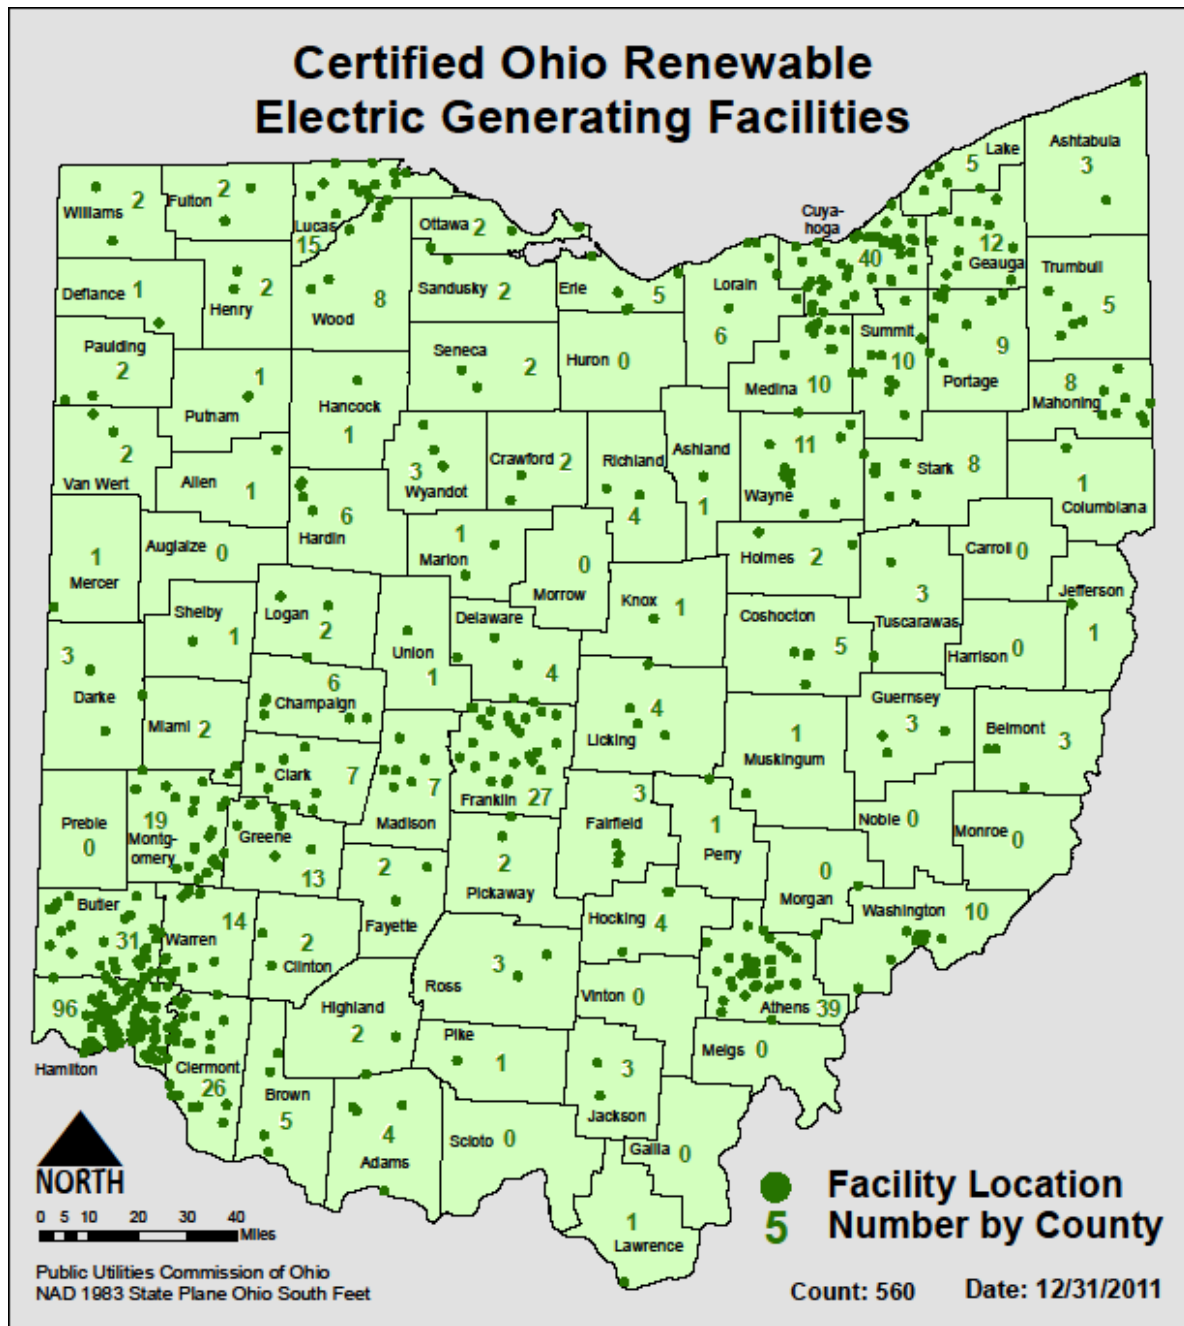 Certified Ohio Renewable
Electric Generating Facilities
Williams 2
Fulton 2
Lucas
15
Ottawa 2
Cuya-
hoga
40
Lake
5
Ashtabula
3
Geauga
12
Trumbull
5
Defiance 1
Henry 2
Wood 8
Sandusky 2
Erie 5
Lorain
6
Paulding
2
Putnam
1
Hancock
1
Seneca
2
Huron 0
Medina 10
Summit
10
Portage
9
Mahoning
8
Van Wert
2
Allen 1
Wyandot
3
Crawford 2
Richland
4
Ashland
1
Wayne
11
Stark 8
Columbiana
1
Mercer
1
Auglaize 0
Hardin
6
Marion
1
Morrow
0
Knox 1
Holmes 2
Tuscarawas
3
Carroll 0
Jefferson
1
Shelby
1
Logan
2
Union
1
Delaware
4
Coshocton
5
Harrison 0
Darke
3
Miami 2
Champaign
6
Licking
4
Muskingum
1
Guernsey
3
Belmont
3
Clark 7
Madison
7
Franklin 27
Fairfield
3
Perry
1
Noble 0
Monroe 0
Preble
0
Montg-
omery
19
Greene
13
Fayette
2
Pickaway
2
Hocking
4
Morgan
0
Washington 10
Butler
31
Warren
14
Clinton
2
Ross
3
Vinton 0
Athens 39
Hamilton
96
Clermont
26
Highland
2
Pike
1
Jackson
3
Meigs 0
Brown
5
Adams
4
Scioto 0
Gallia 0
Lawrence
1
NORTH
0 5 10 20 30 40
Miles
Facility Location
5 Number by County
Public Utilities Commission of Ohio
NAD 1983 State Plane Ohio South Feet
Count: 560 Date: 12/31/2011